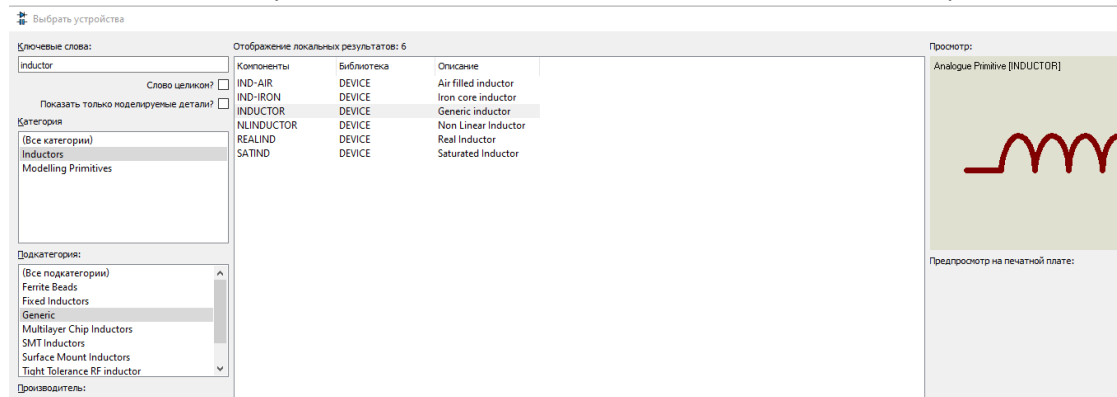 Выбрать устройства
Ключевые слова:
inductor
Слово целиком?
Показать только моделируемые детали?
Категория
(Все категории)
Inductors
Modelling Primitives
Подкатегория:
(Все подкатегории)
Ferrite Beads
Fixed Inductors
Generic
Multilayer Chip Inductors
SMT Inductors
Surface Mount Inductors
Tight Tolerance RF inductor
Производитель:
Отображение локальных результатов: 6
Компоненты Библиотека Описание
IND-AIR DEVICE Air filled inductor
IND-IRON DEVICE Iron core inductor
INDUCTOR DEVICE Generic inductor
NLINDUCTOR DEVICE Non Linear Inductor
REALIND DEVICE Real Inductor
SATIND DEVICE Saturated Inductor
Просмотр:
Analogue Primitive [INDUCTOR]
Предпросмотр на печатной плате: